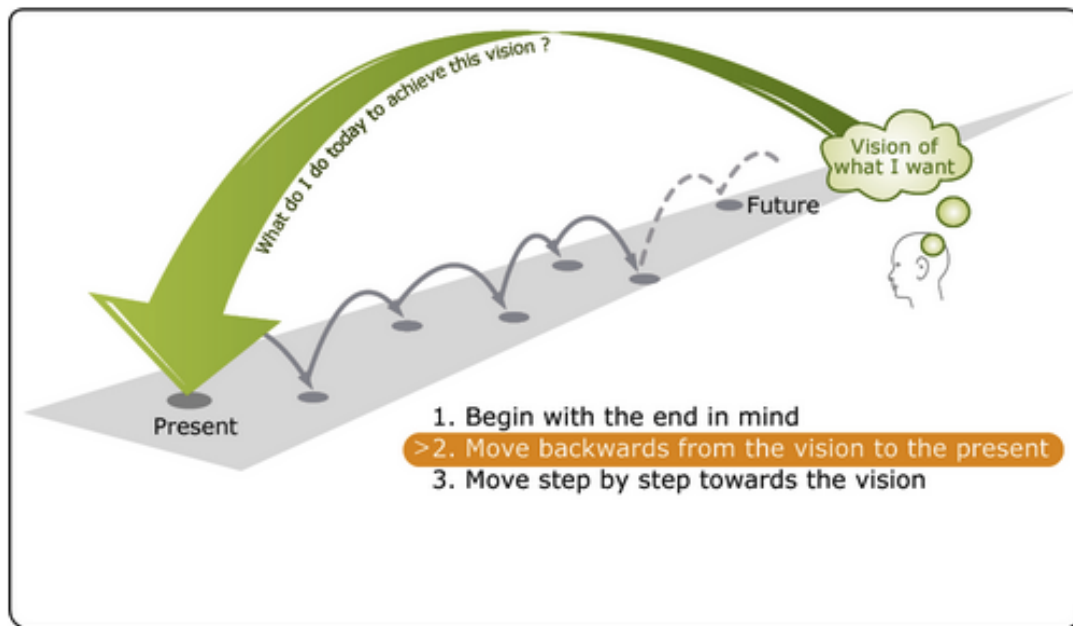 What do I do today to achieve this vision ?
Vision of
what I want
Future
Present
1. Begin with the end in mind
>2. Move backwards from the vision to the present
3. Move step by step towards the vision